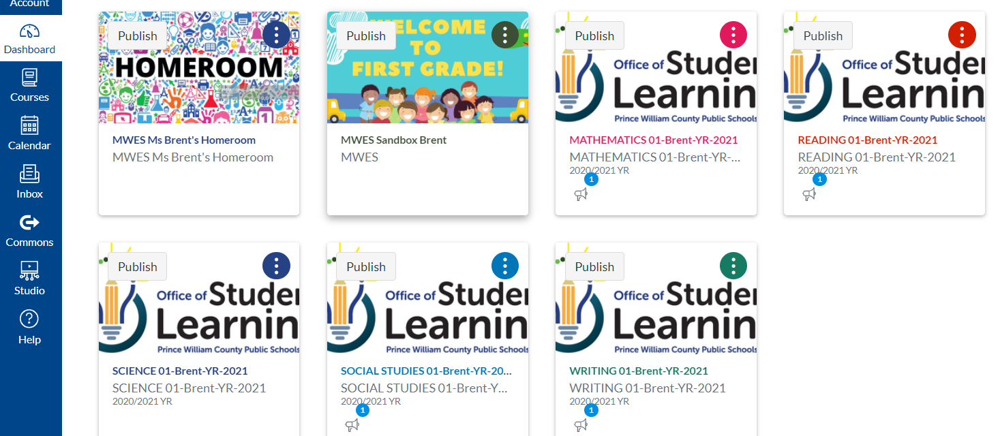 Account
Dashboard
Courses
Calendar
Inbox
Commons
Studio
Help
Publish
HOMEROOM
MWES Ms Brent's Homeroom
MWES Ms Brent's Homeroom
Publish
WELCOME
TO
FIRST GRADE!
MWES Sandbox Brent
MWES
Publish
Office of Studen
Learnin
Prince William County Public Schools
MATHEMATICS 01-Brent-YR-2021
MATHEMATICS 01-Brent-YR-...
2020/2021 YR
1
Publish
Office of Studen
Learnin
Prince William County Public Schools
READING 01-Brent-YR-2021
READING 01-Brent-YR-2021
2020/2021 YR
1
Publish
Office of Studen
Learnin
Prince William County Public Schools
SCIENCE 01-Brent-YR-2021
SCIENCE 01-Brent-YR-2021
2020/2021 YR
Publish
Office of Studen
Learnin
Prince William County Public Schools
SOCIAL STUDIES 01-Brent-YR-20...
SOCIAL STUDIES 01-Brent-Y...
2020/2021 YR
1
Publish
Office of Studen
Learnin
Prince William County Public Schools
WRITING 01-Brent-YR-2021
WRITING 01-Brent-YR-2021
2020/2021 YR
1